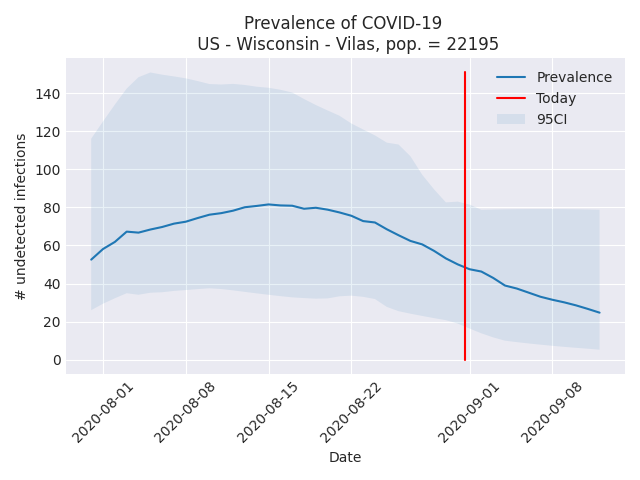 Prevalence of COVID-19
US - Wisconsin - Vilas, pop. = 22195
Prevalence
Today
95CI
# undetected infections
140
120
100
80
60
40
20
0
2020-08-01
2020-08-08
2020-08-15
2020-08-22
2020-09-01
2020-09-08
Date